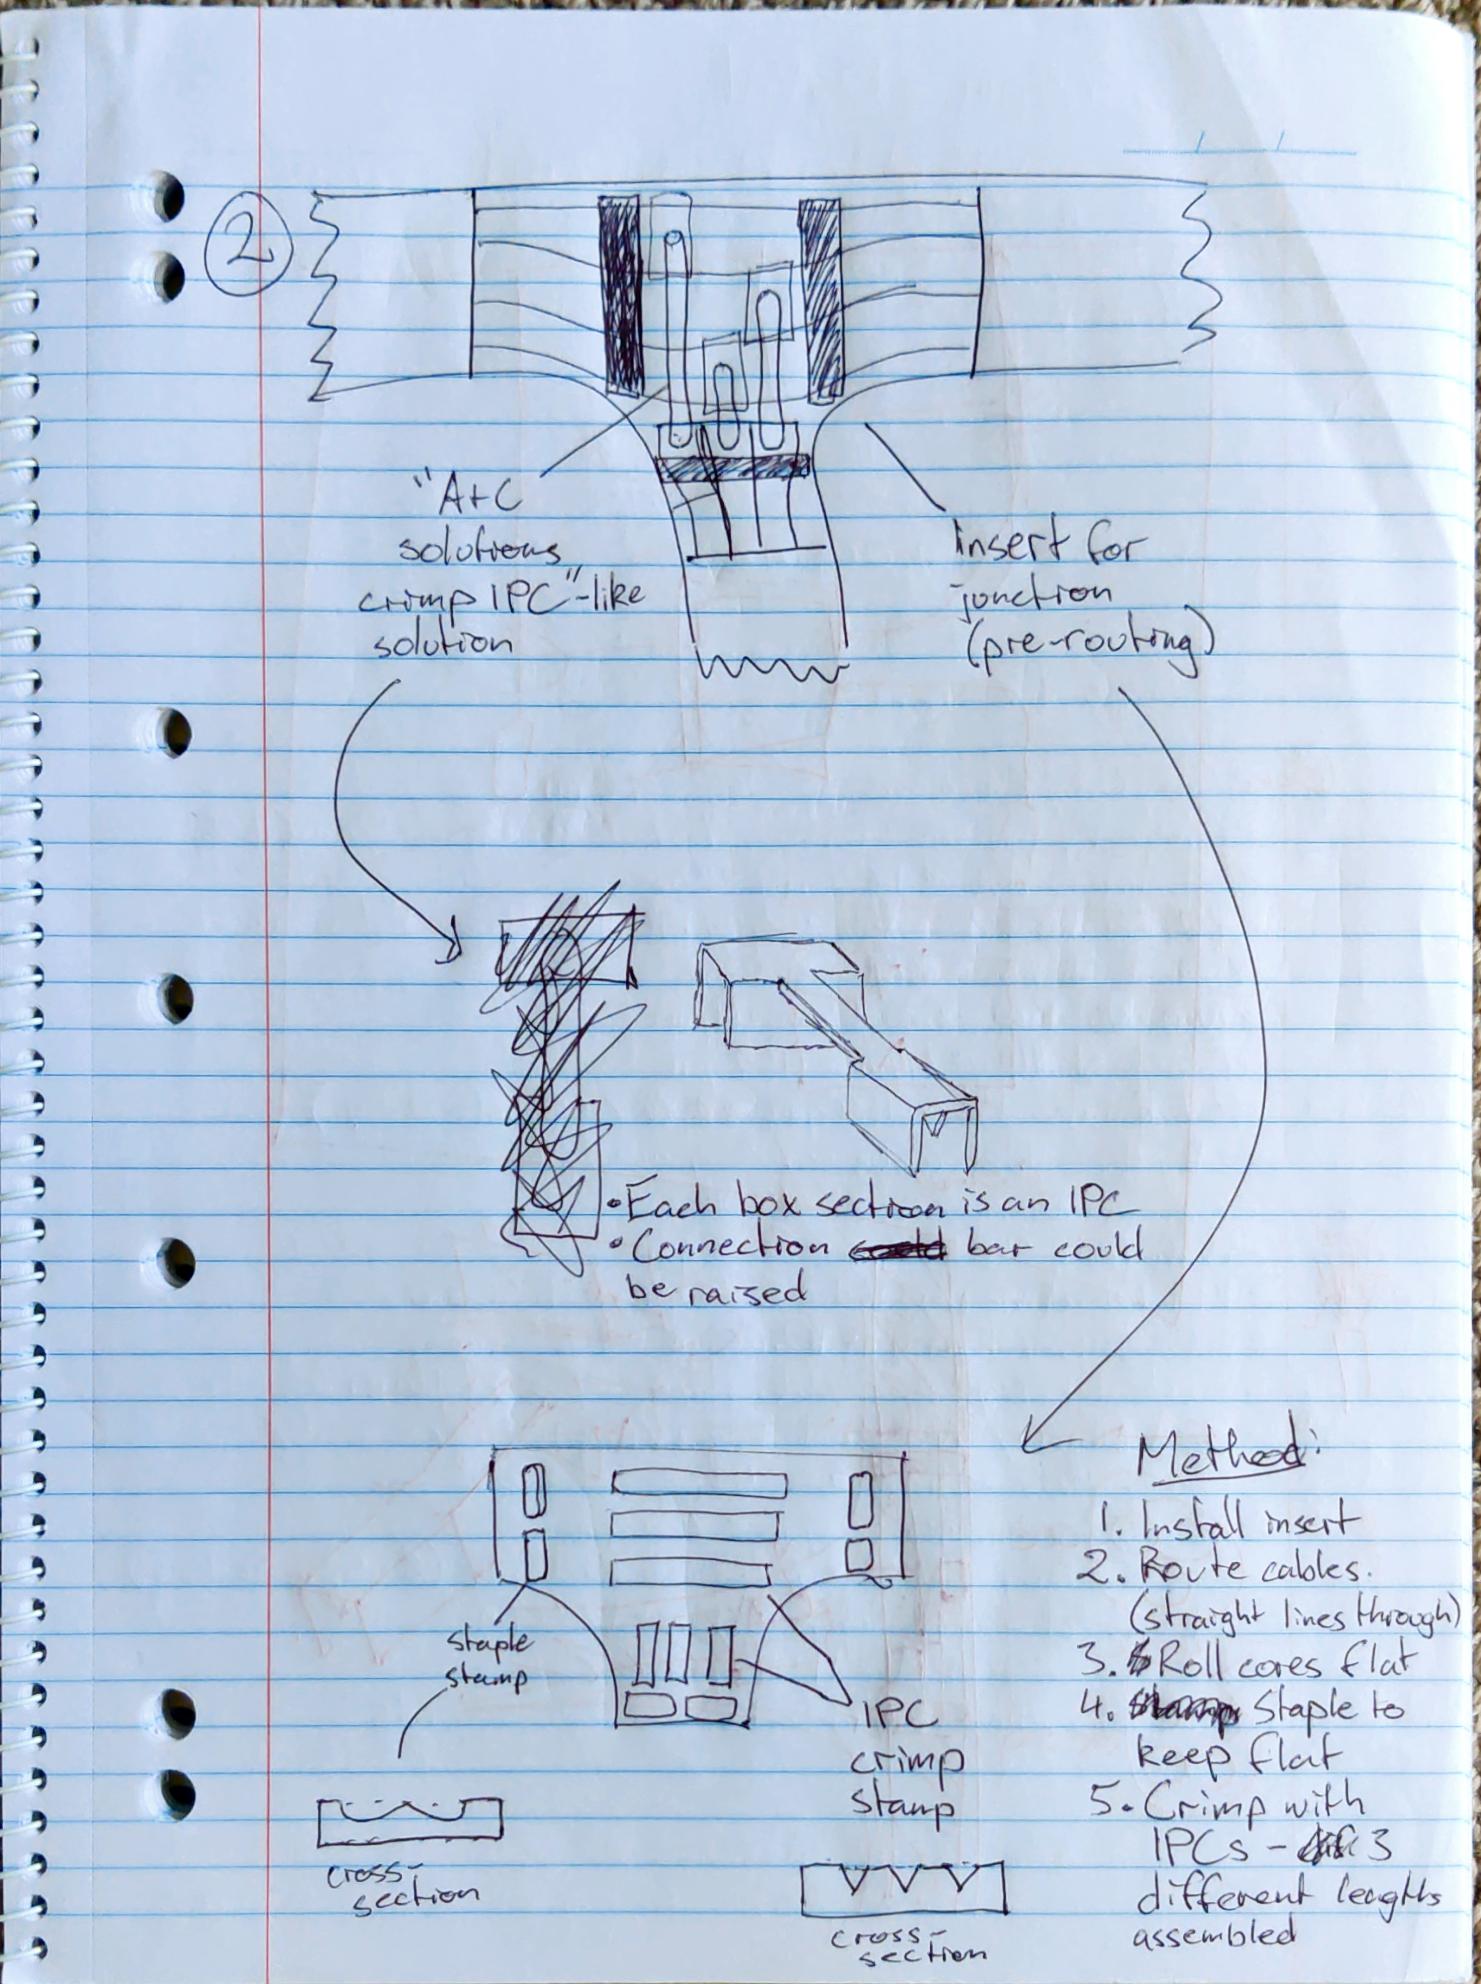 2
"A+C
solutions
crimp IPC"-like
solution
Insert for
junction
(pre-routing)
• Each box section is an IPC
• Connection bar could
be raised
Method:
1. Install insert
2. Route cables.
(straight lines through)
3. Roll cores flat
4. Staple to
keep flat
5. Crimp with
IPCs - 3
different lengths
assembled
staple
stamp
IPC
crimp
stamp
cross-
section
cross-
section